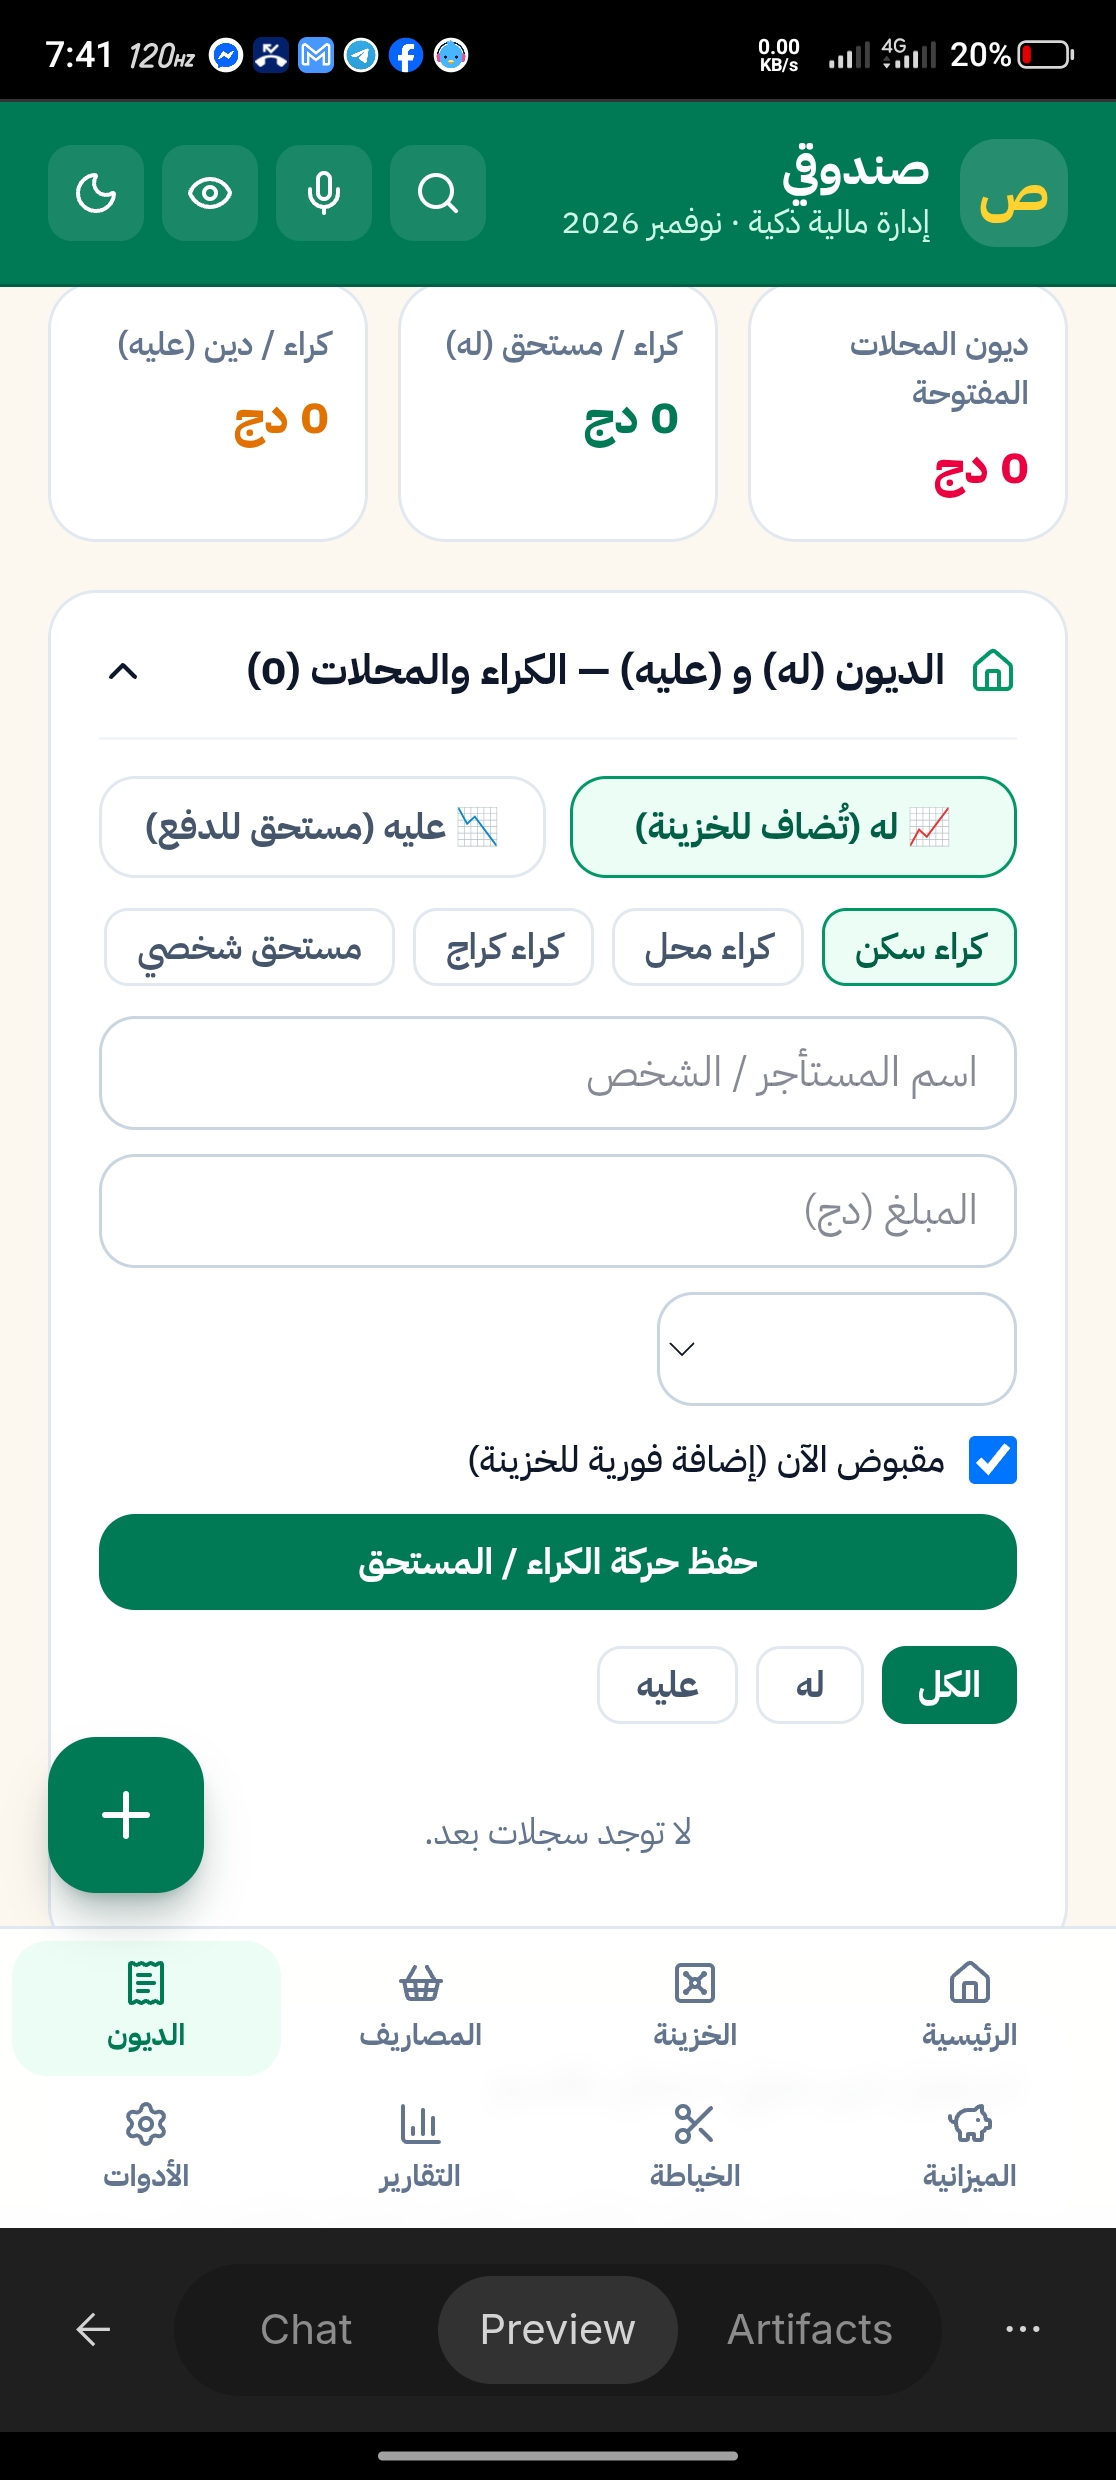 7:41 120HZ 0.00 KB/s 4G 20%
ص
صندوقي
إدارة مالية ذكية · نوفمبر 2026
ديون المحلات المفتوحة
0 دج
كراء / مستحق (له)
0 دج
كراء / دين (عليه)
0 دج
الديون (له) و (عليه) — الكراء والمحلات (0)
📈 له (تُضاف للخزينة)
📉 عليه (مستحق للدفع)
كراء سكن
كراء محل
كراء كراج
مستحق شخصي
اسم المستأجر / الشخص
المبلغ (دج)
مقبوض الآن (إضافة فورية للخزينة)
حفظ حركة الكراء / المستحق
الكل
له
عليه
لا توجد سجلات بعد.
الرئيسية
الخزينة
المصاريف
الديون
الميزانية
الخياطة
التقارير
الأدوات
Chat Preview Artifacts